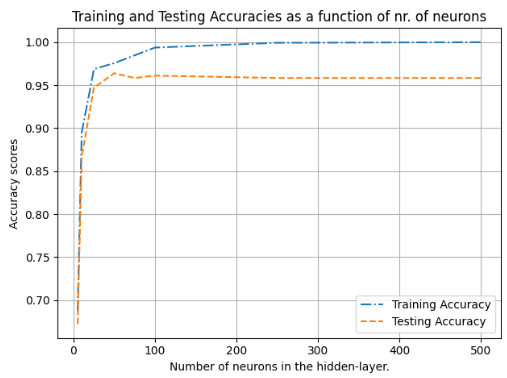 Training and Testing Accuracies as a function of nr. of neurons
1.00
0.95
0.90
0.85
0.80
0.75
0.70
Accuracy scores
Training Accuracy
Testing Accuracy
0 100 200 300 400 500
Number of neurons in the hidden-layer.